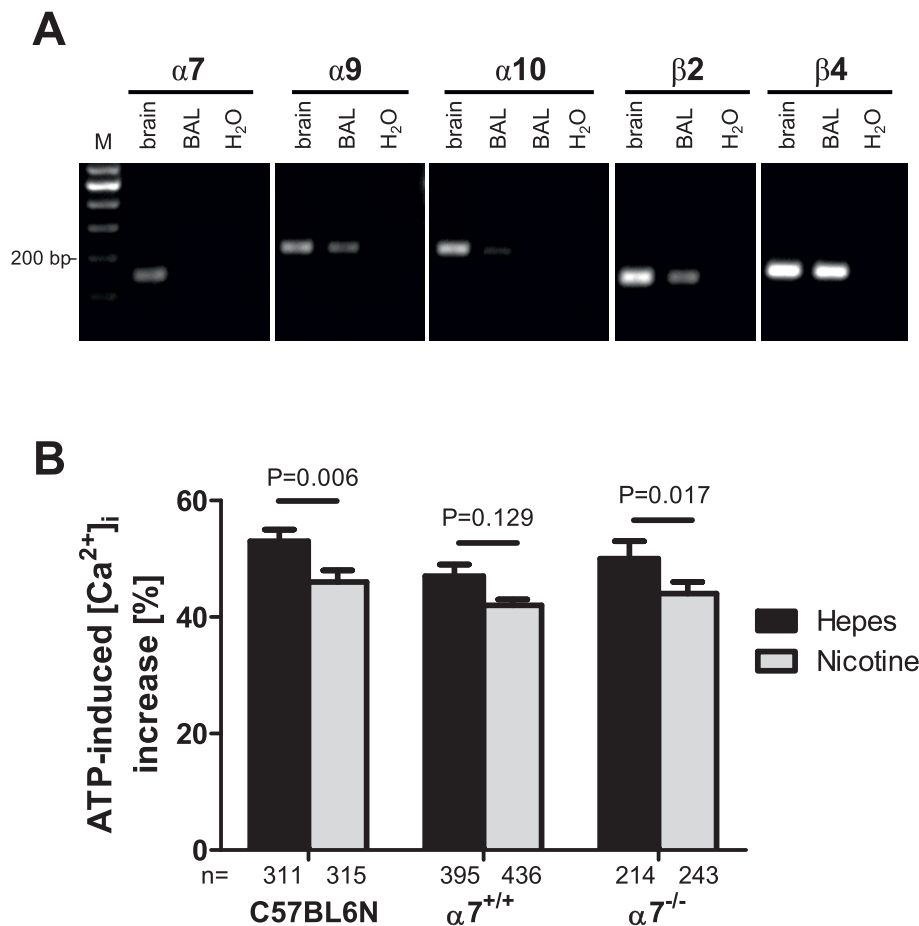 A
α7 α9 α10 β2 β4
M brain BAL H₂O brain BAL H₂O brain BAL BAL H₂O brain BAL H₂O brain BAL H₂O
200 bp-
B
P=0.006
P=0.129
P=0.017
ATP-induced [Ca²⁺]ᵢ
increase [%]
60
40
20
0
Hepes
Nicotine
n= 311 315 395 436 214 243
C57BL6N α7⁺/⁺ α7⁻/⁻